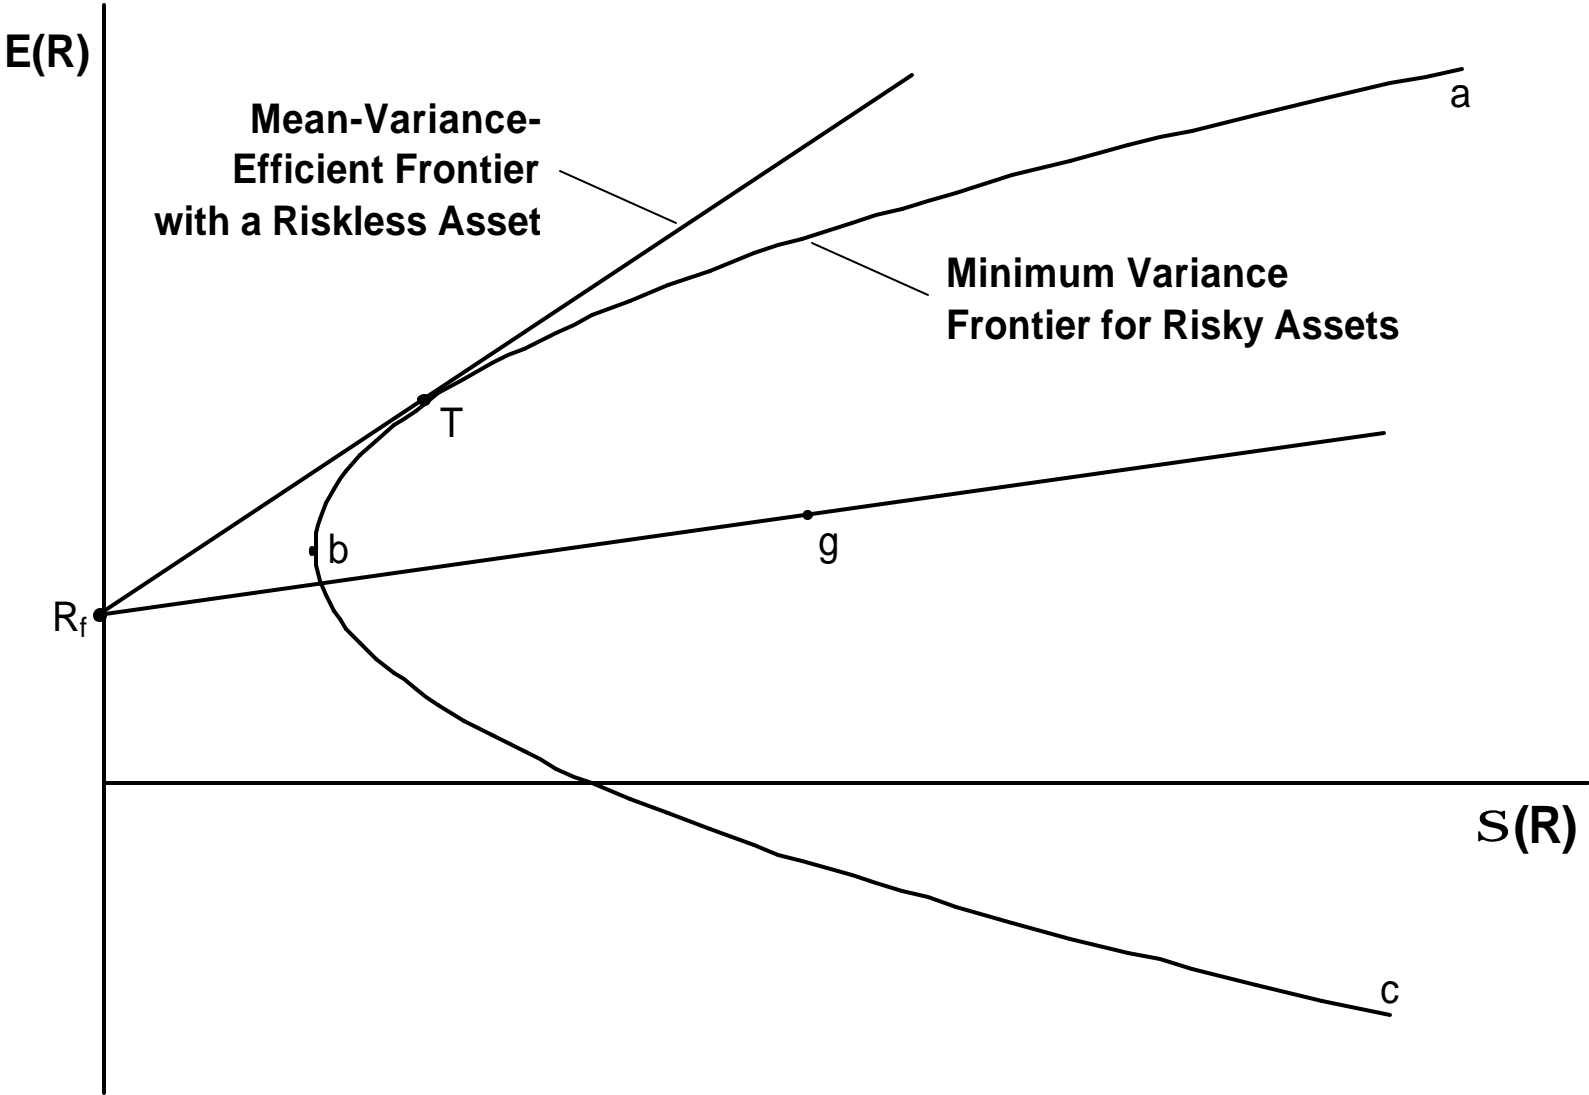 E(R)
a
Mean-Variance-
Efficient Frontier
with a Riskless Asset
Minimum Variance
Frontier for Risky Assets
T
b
g
Rf
s(R)
c